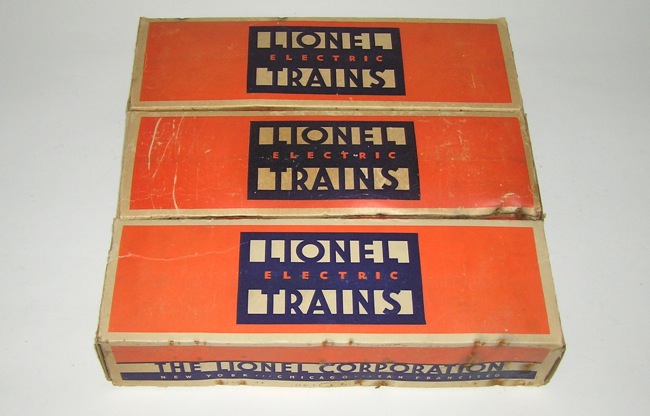 LIONEL
ELECTRIC
TRAINS
LIONEL
ELECTRIC
TRAINS
LIONEL
ELECTRIC
TRAINS
THE LIONEL CORPORATION
NEW YORK · · · CHICAGO · · · SAN FRANCISCO